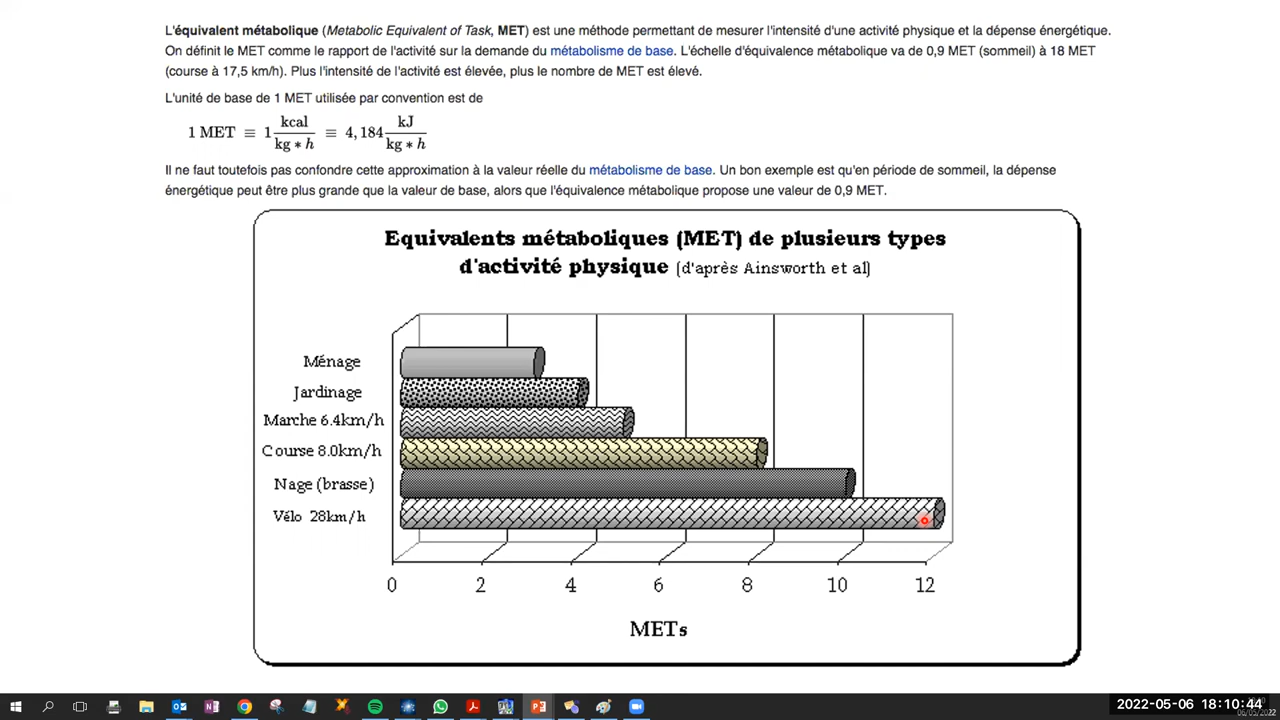 L'équivalent métabolique (Metabolic Equivalent of Task, MET) est une méthode permettant de mesurer l'intensité d'une activité physique et la dépense énergétique.
On définit le MET comme le rapport de l'activité sur la demande du métabolisme de base. L'échelle d'équivalence métabolique va de 0,9 MET (sommeil) à 18 MET
(course à 17,5 km/h). Plus l'intensité de l'activité est élevée, plus le nombre de MET est élevé.
L'unité de base de 1 MET utilisée par convention est de
1 MET ≡ 1 kcal/kg * h ≡ 4,184 kJ/kg * h
Il ne faut toutefois pas confondre cette approximation à la valeur réelle du métabolisme de base. Un bon exemple est qu'en période de sommeil, la dépense
énergétique peut être plus grande que la valeur de base, alors que l'équivalence métabolique propose une valeur de 0,9 MET.
Equivalents métaboliques (MET) de plusieurs types
d'activité physique (d'après Ainsworth et al)
Ménage
Jardinage
Marche 6.4km/h
Course 8.0km/h
Nage (brasse)
Vélo 28km/h
0 2 4 6 8 10 12
METs
2022-05-06 18:10:44
06/05/2022